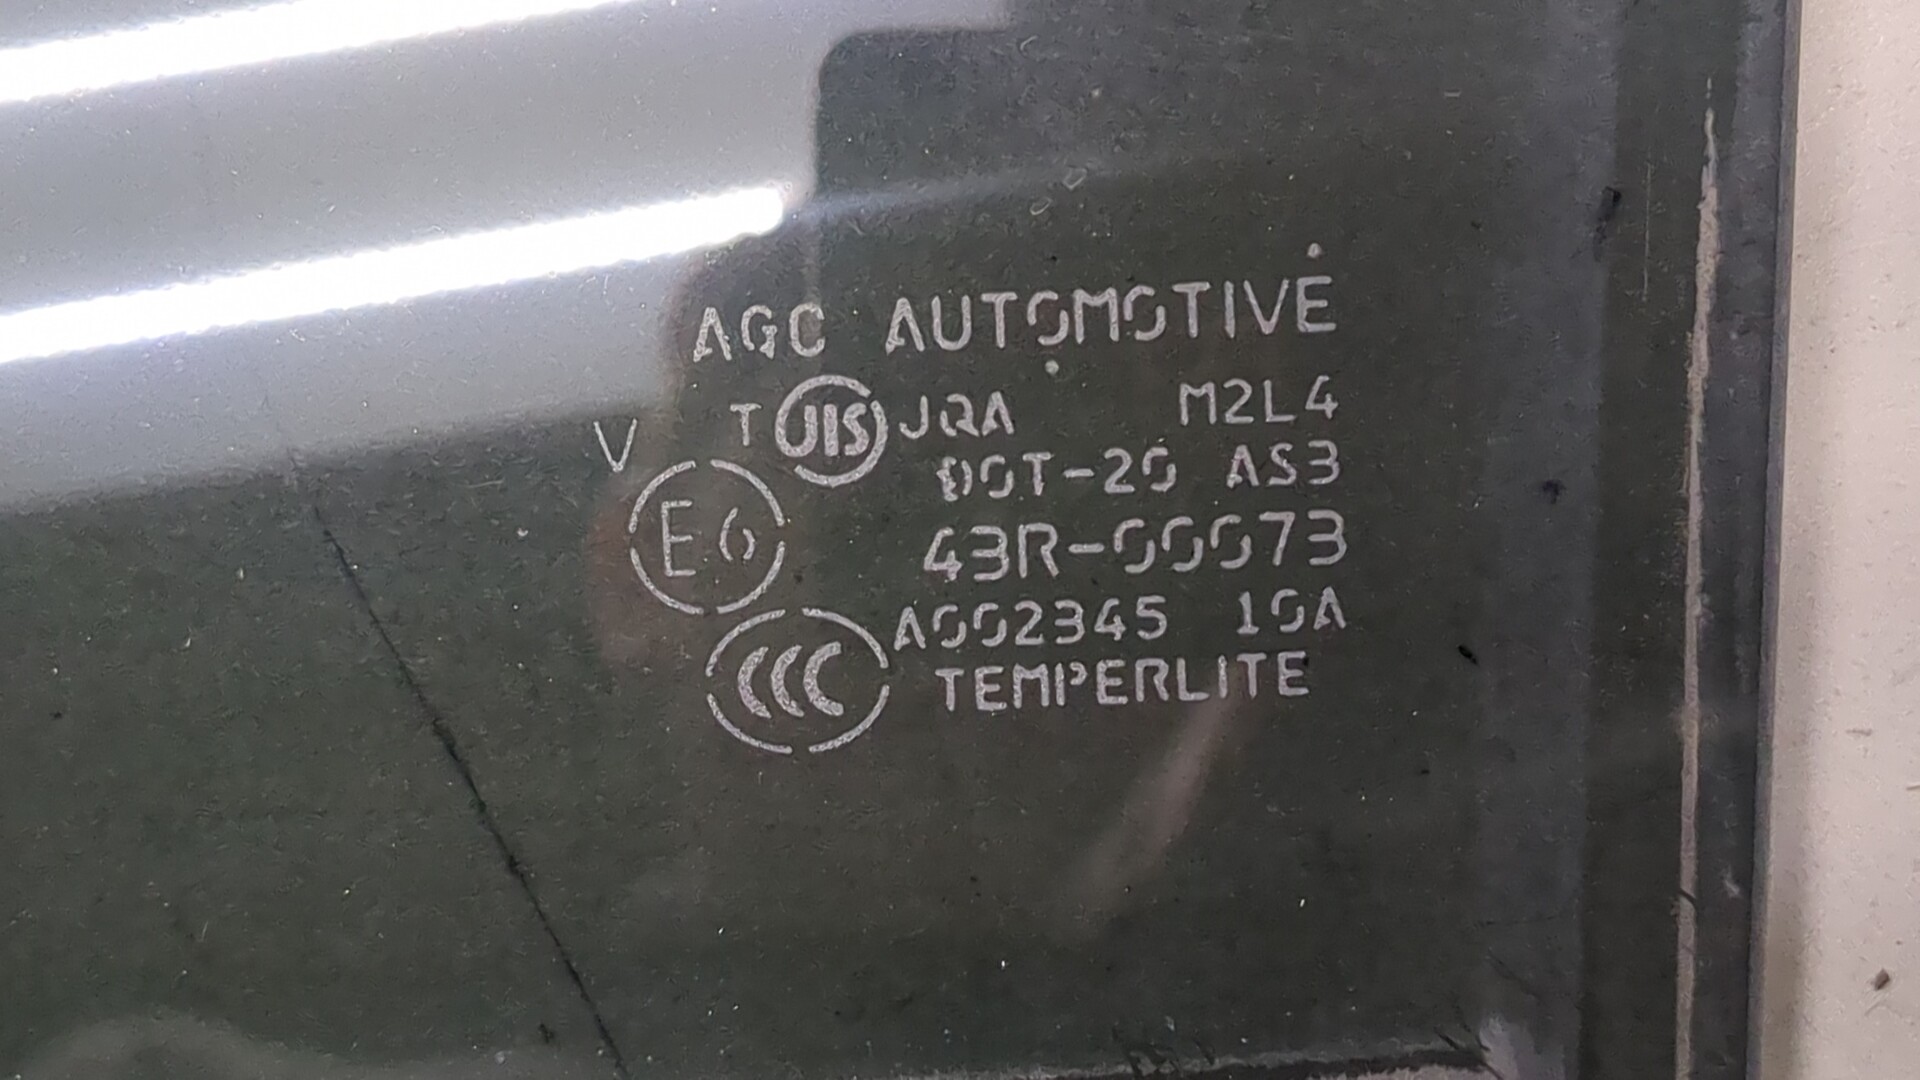 AGC AUTOMOTIVE
T JIS JQA M2L4
V
DOT-20 AS3
E6 43R-00073
A002345 10A
CCC TEMPERLITE